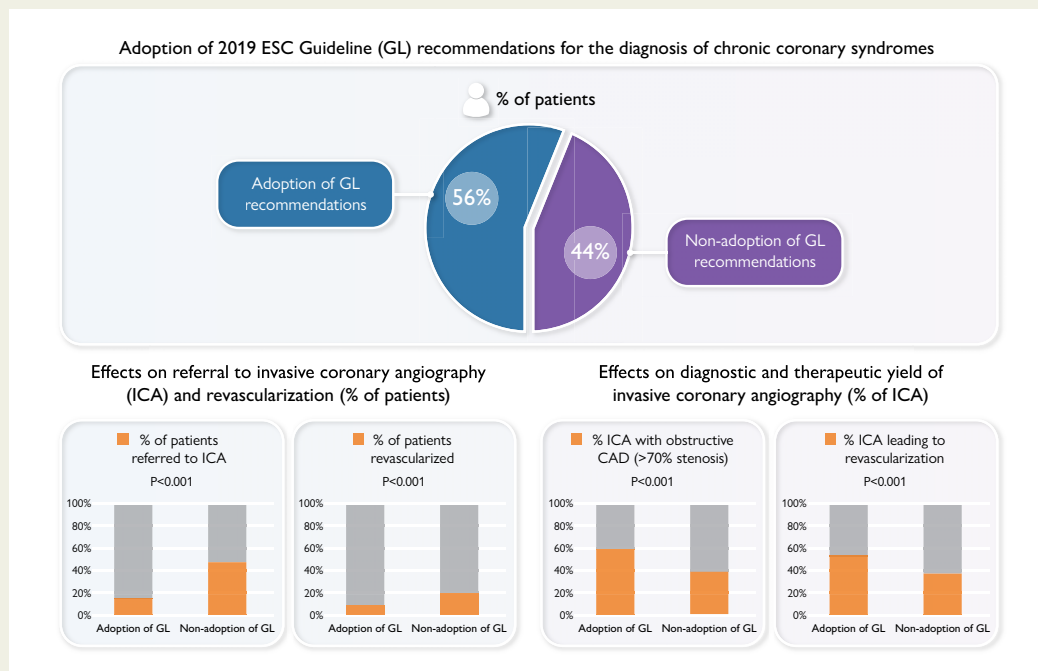 Adoption of 2019 ESC Guideline (GL) recommendations for the diagnosis of chronic coronary syndromes
% of patients
Adoption of GL
recommendations
56%
44%
Non-adoption of GL
recommendations
Effects on referral to invasive coronary angiography
(ICA) and revascularization (% of patients)
Effects on diagnostic and therapeutic yield of
invasive coronary angiography (% of ICA)
% of patients
referred to ICA
P<0.001
100%
80%
60%
40%
20%
0%
Adoption of GL Non-adoption of GL
% of patients
revascularized
P<0.001
100%
80%
60%
40%
20%
0%
Adoption of GL Non-adoption of GL
% ICA with obstructive
CAD (>70% stenosis)
P<0.001
100%
80%
60%
40%
20%
0%
Adoption of GL Non-adoption of GL
% ICA leading to
revascularization
P<0.001
100%
80%
60%
40%
20%
0%
Adoption of GL Non-adoption of GL